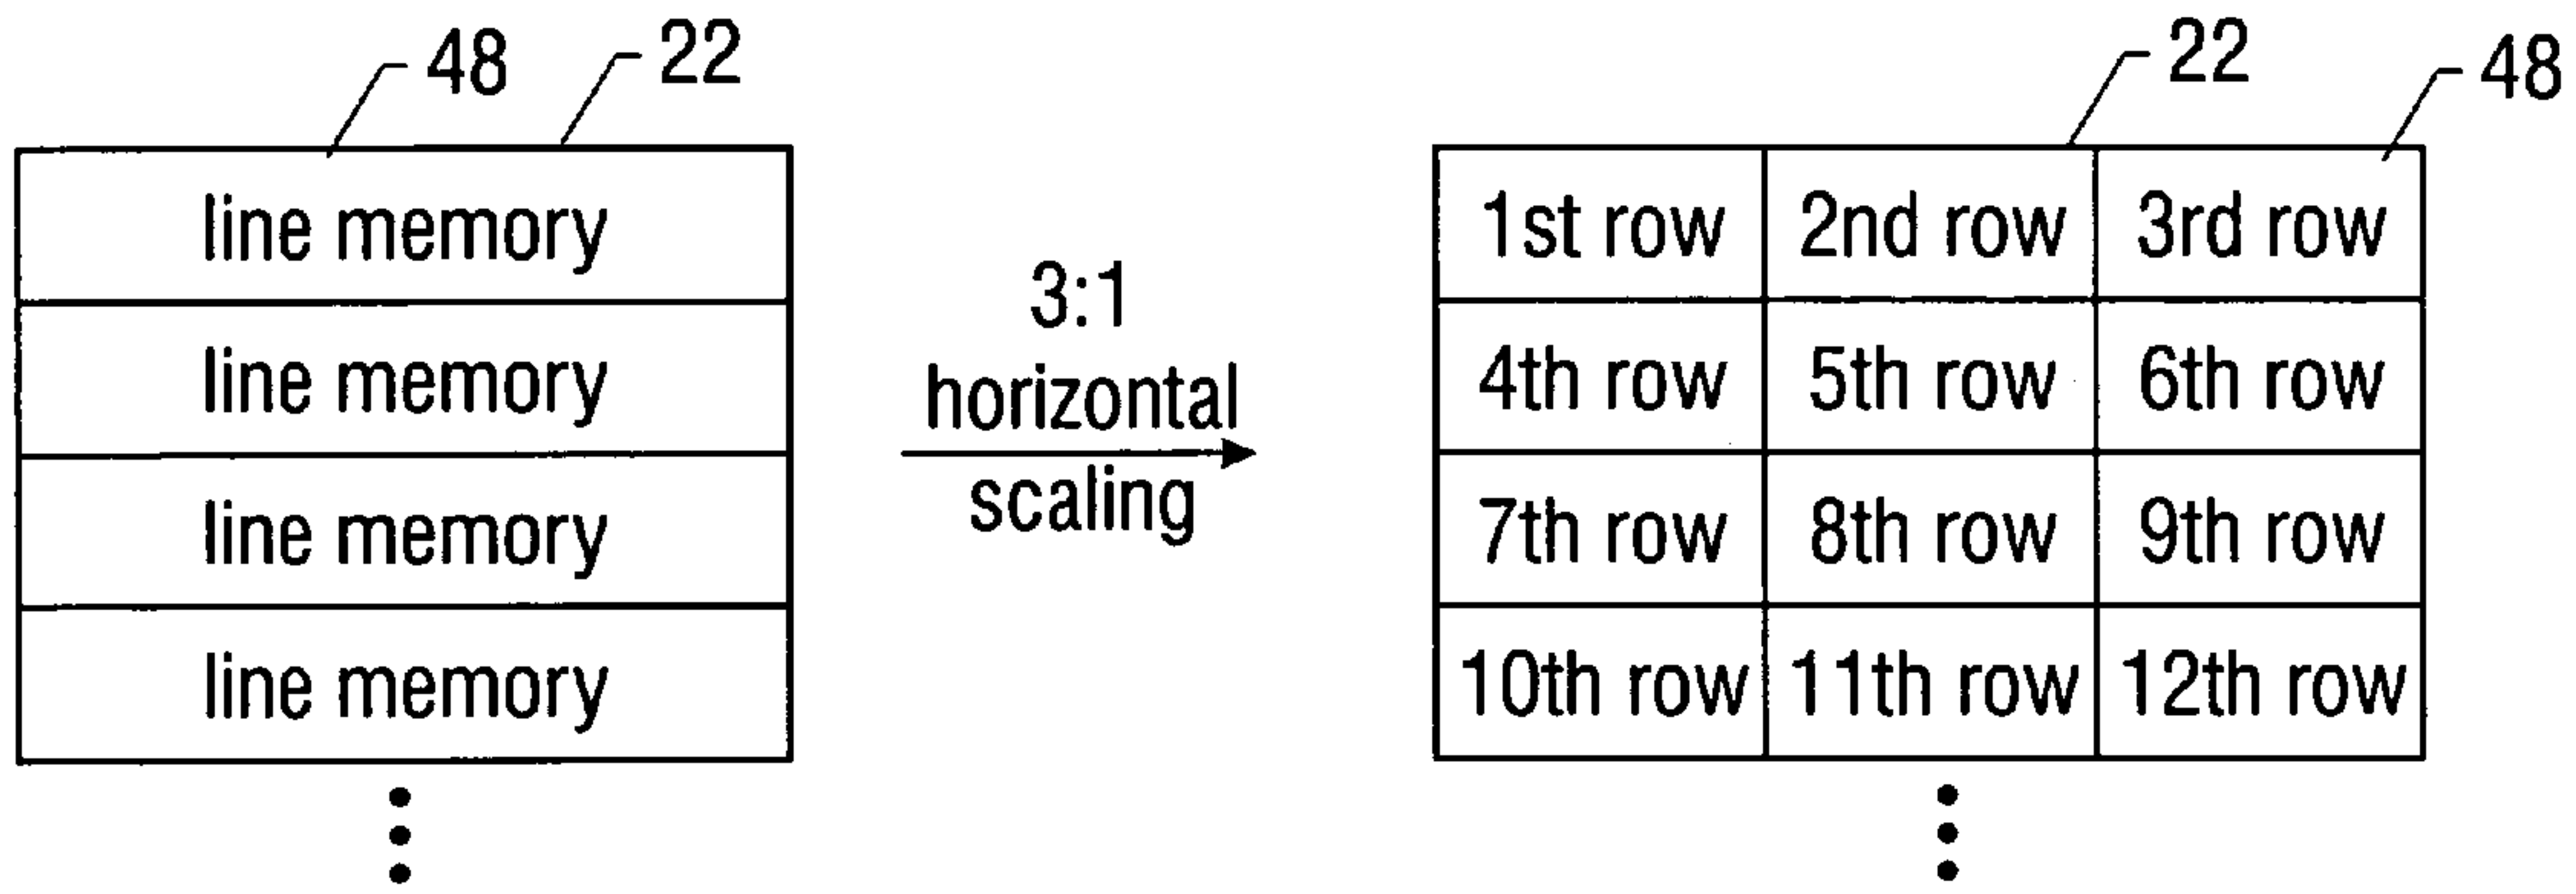 48 22
line memory
line memory
line memory
line memory
3:1
horizontal
scaling
22 48
1st row 2nd row 3rd row
4th row 5th row 6th row
7th row 8th row 9th row
10th row 11th row 12th row